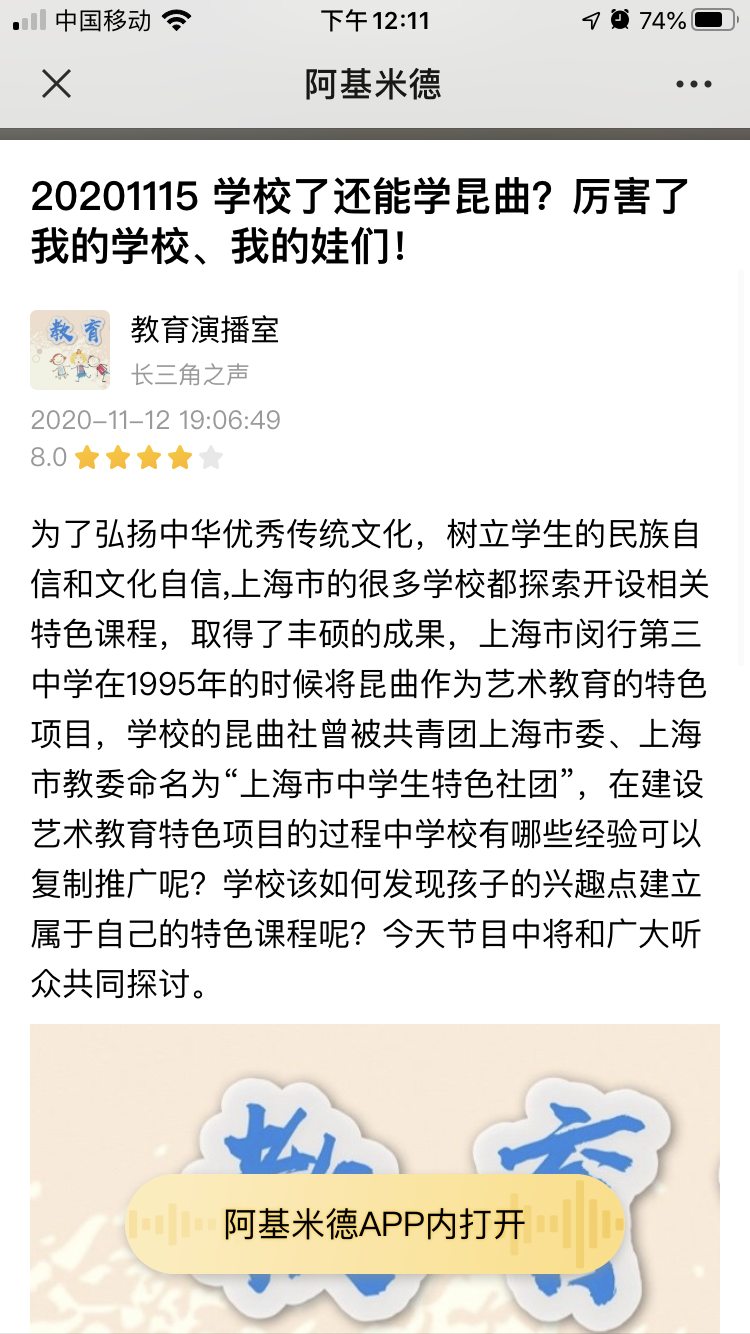 中国移动
下午12:11
74%
阿基米德
20201115 学校了还能学昆曲？厉害了
我的学校、我的娃们！
教育
教育演播室
长三角之声
2020-11-12 19:06:49
8.0
为了弘扬中华优秀传统文化，树立学生的民族自
信和文化自信,上海市的很多学校都探索开设相关
特色课程，取得了丰硕的成果，上海市闵行第三
中学在1995年的时候将昆曲作为艺术教育的特色
项目，学校的昆曲社曾被共青团上海市委、上海
市教委命名为“上海市中学生特色社团”，在建设
艺术教育特色项目的过程中学校有哪些经验可以
复制推广呢？学校该如何发现孩子的兴趣点建立
属于自己的特色课程呢？今天节目中将和广大听
众共同探讨。
教育
阿基米德APP内打开